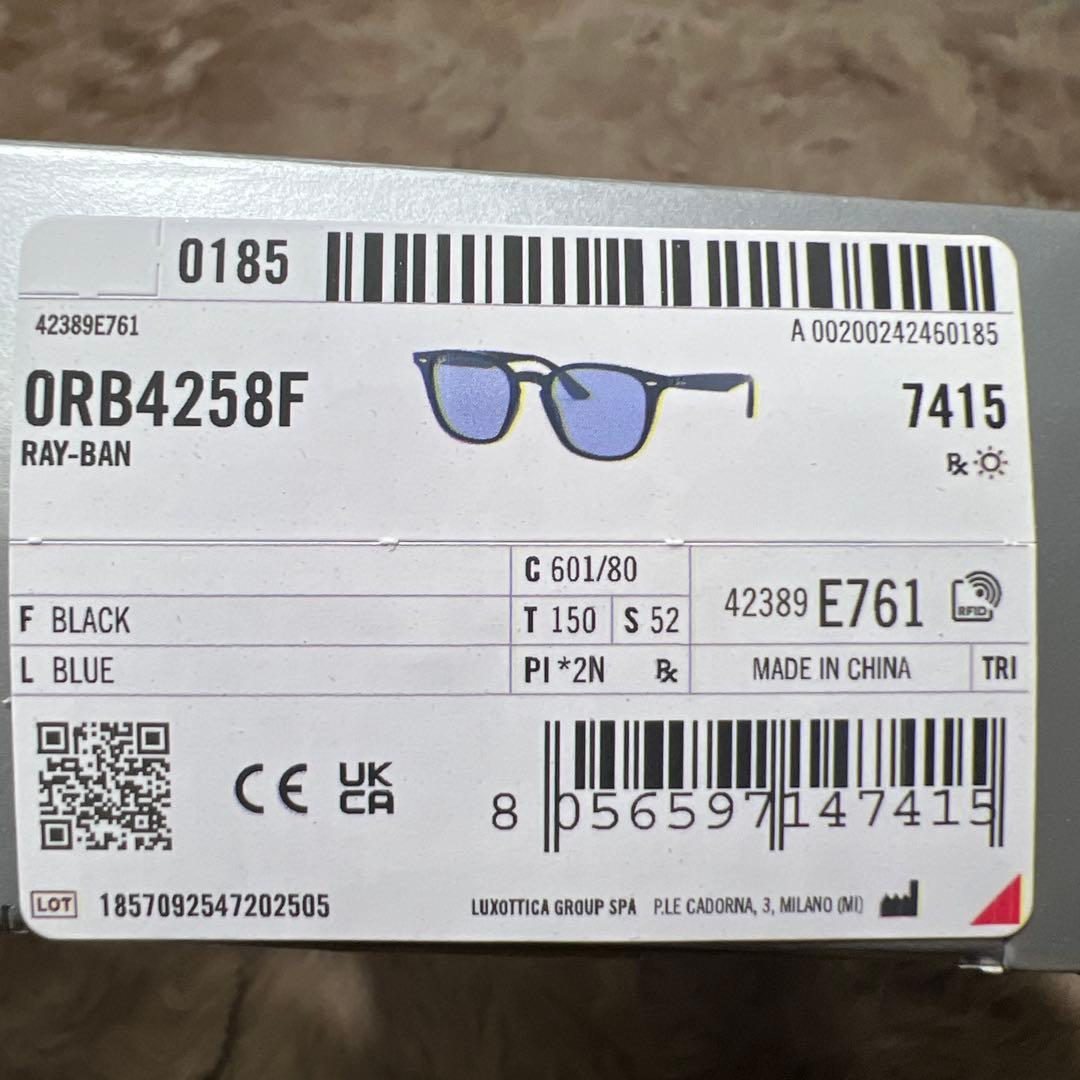 0185
42389E761
A 00200242460185
0RB4258F
7415
RAY-BAN
Rx
C 601/80
F BLACK
T 150 S 52
42389 E761
RFID
L BLUE
PI *2N Rx
MADE IN CHINA
TRI
CE UK CA
8 056597 147415
LOT 1857092547202505
LUXOTTICA GROUP SPA P.LE CADORNA, 3, MILANO (MI)